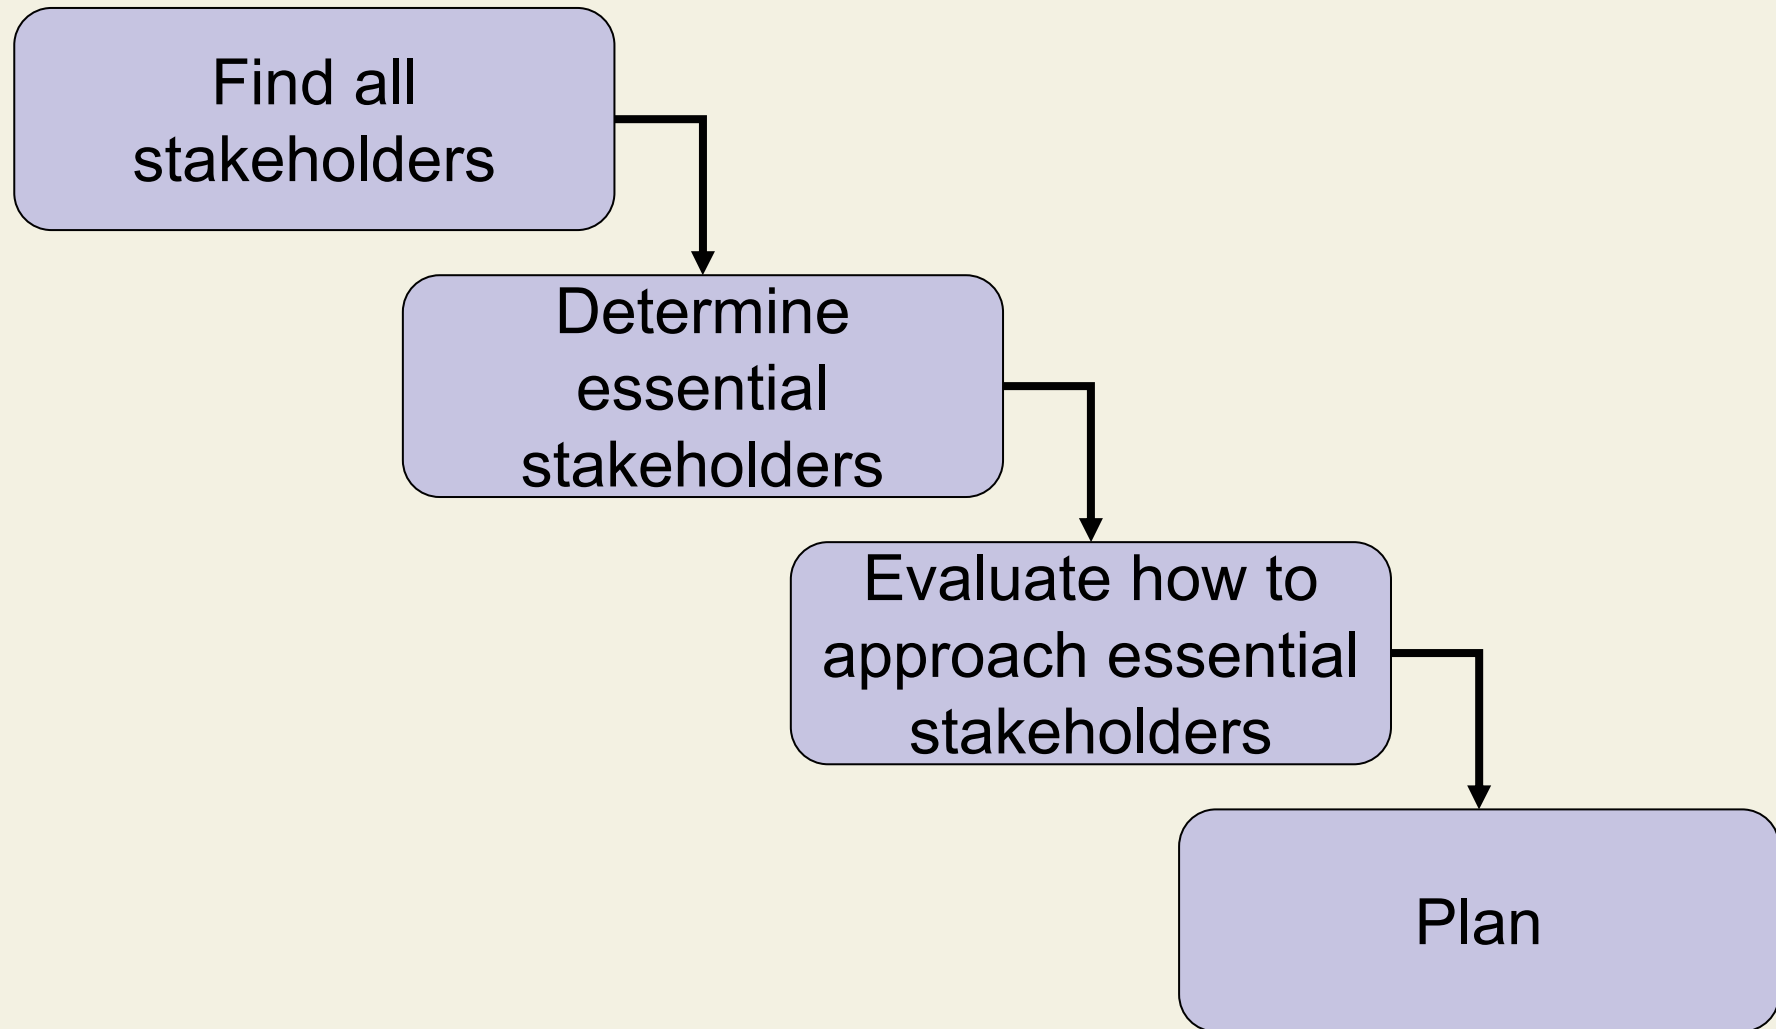 Find all
stakeholders
Determine
essential
stakeholders
Evaluate how to
approach essential
stakeholders
Plan